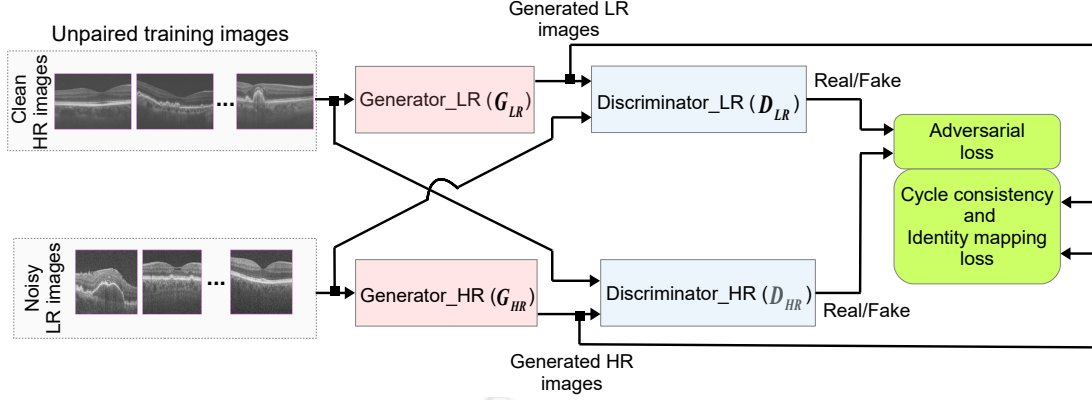 Generated LR
images
Unpaired training images
Clean
HR images
...
Generator_LR (G_LR)
Discriminator_LR (D_LR)
Real/Fake
Adversarial
loss
Cycle consistency
and
Identity mapping
loss
Noisy
LR images
...
Generator_HR (G_HR)
Discriminator_HR (D_HR)
Real/Fake
Generated HR
images